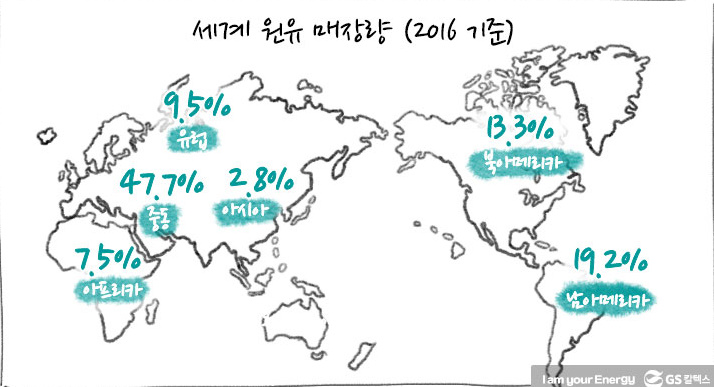 세계 원유 매장량 (2016 기준)
9.5%
유럽
13.3%
북아메리카
47.7%
중동
2.8%
아시아
7.5%
아프리카
19.2%
남아메리카
I am your Energy GS칼텍스